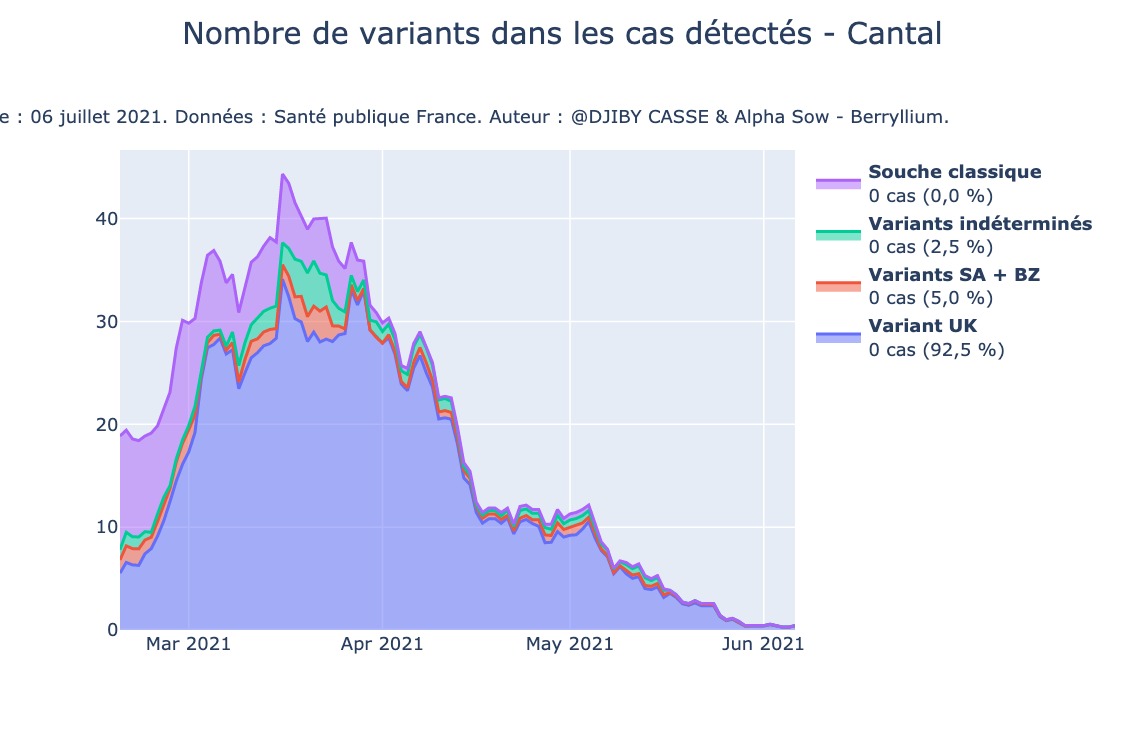 Nombre de variants dans les cas détectés - Cantal
e : 06 juillet 2021. Données : Santé publique France. Auteur : @DJIBY CASSE & Alpha Sow - Berryllium.
Souche classique
0 cas (0,0 %)
Variants indéterminés
0 cas (2,5 %)
Variants SA + BZ
0 cas (5,0 %)
Variant UK
0 cas (92,5 %)
40
30
20
10
0
Mar 2021
Apr 2021
May 2021
Jun 2021